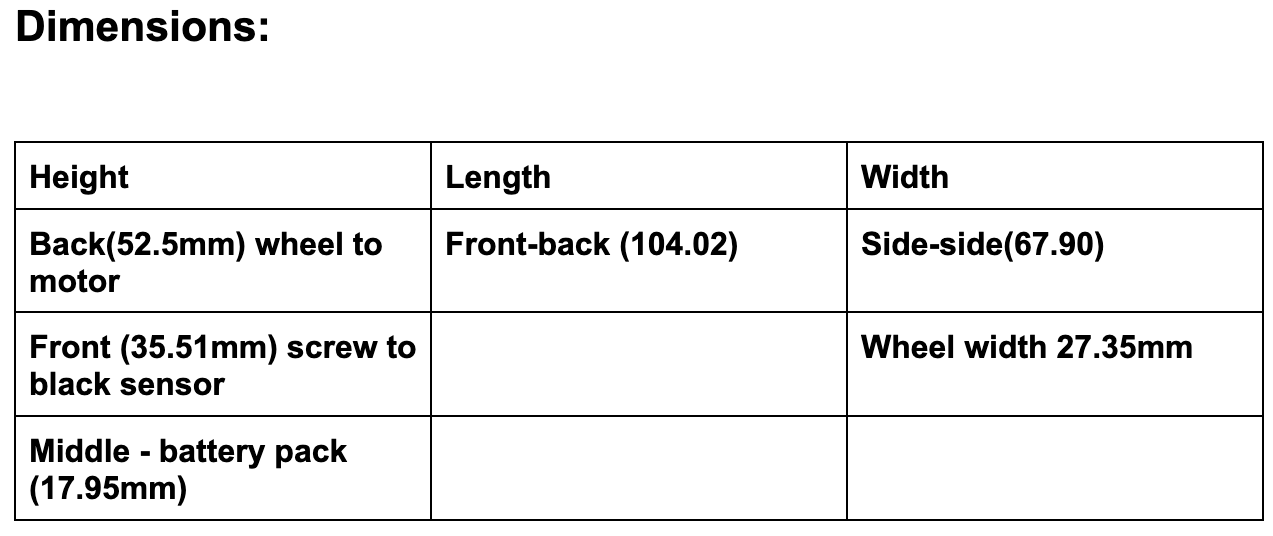 Dimensions:
Height
Length
Width
Back(52.5mm) wheel to
motor
Front-back (104.02)
Side-side(67.90)
Front (35.51mm) screw to
black sensor
Wheel width 27.35mm
Middle - battery pack
(17.95mm)